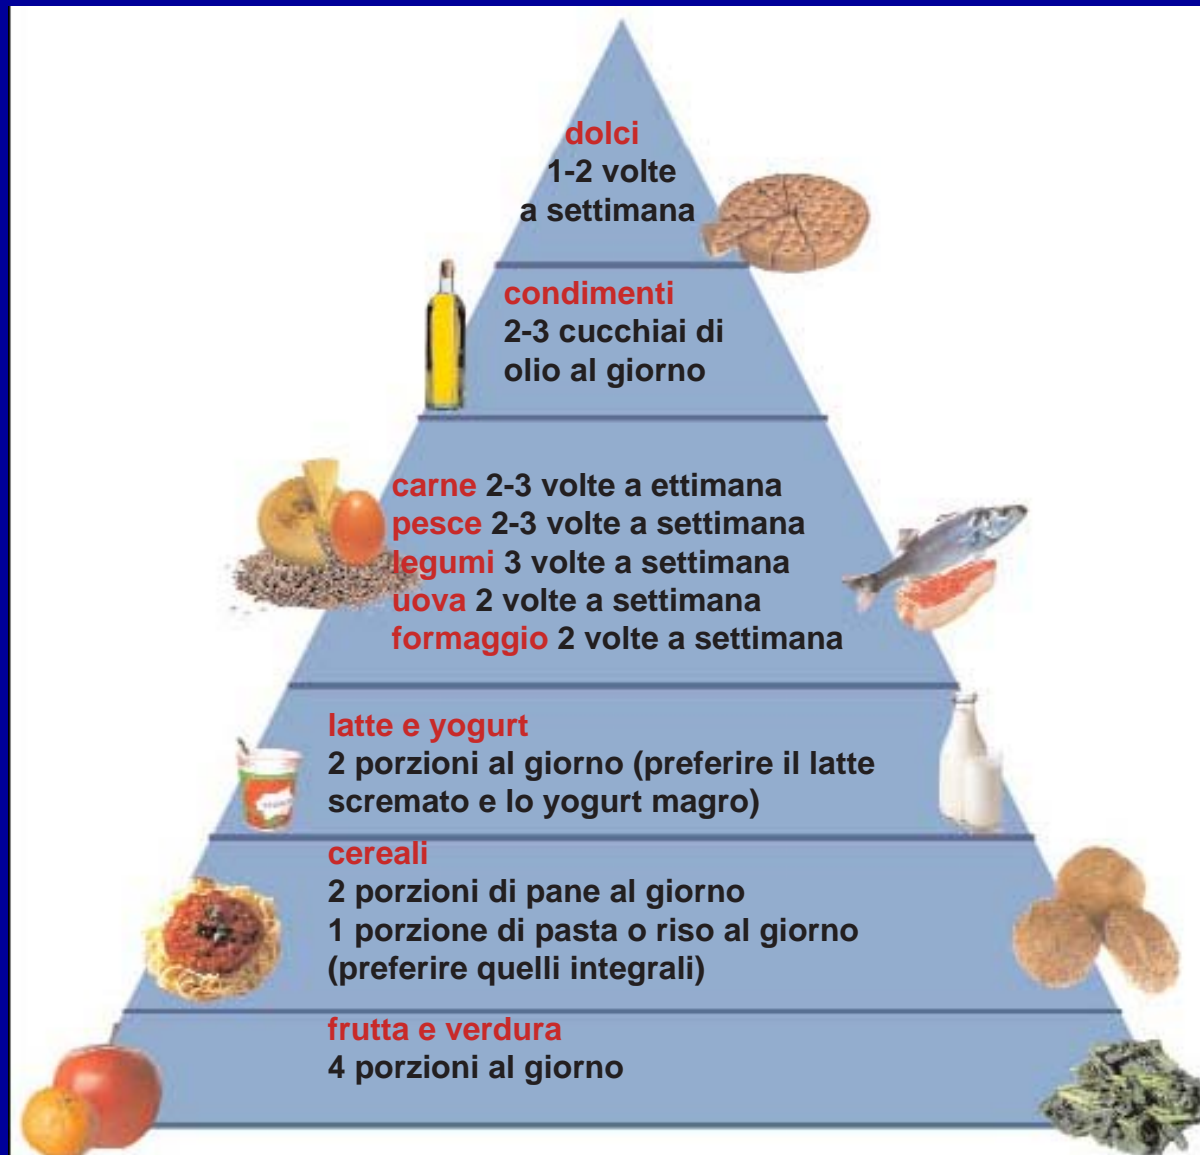 dolci
1-2 volte
a settimana
condimenti
2-3 cucchiai di
olio al giorno
carne 2-3 volte a ettimana
pesce 2-3 volte a settimana
legumi 3 volte a settimana
uova 2 volte a settimana
formaggio 2 volte a settimana
latte e yogurt
2 porzioni al giorno (preferire il latte
scremato e lo yogurt magro)
cereali
2 porzioni di pane al giorno
1 porzione di pasta o riso al giorno
(preferire quelli integrali)
frutta e verdura
4 porzioni al giorno